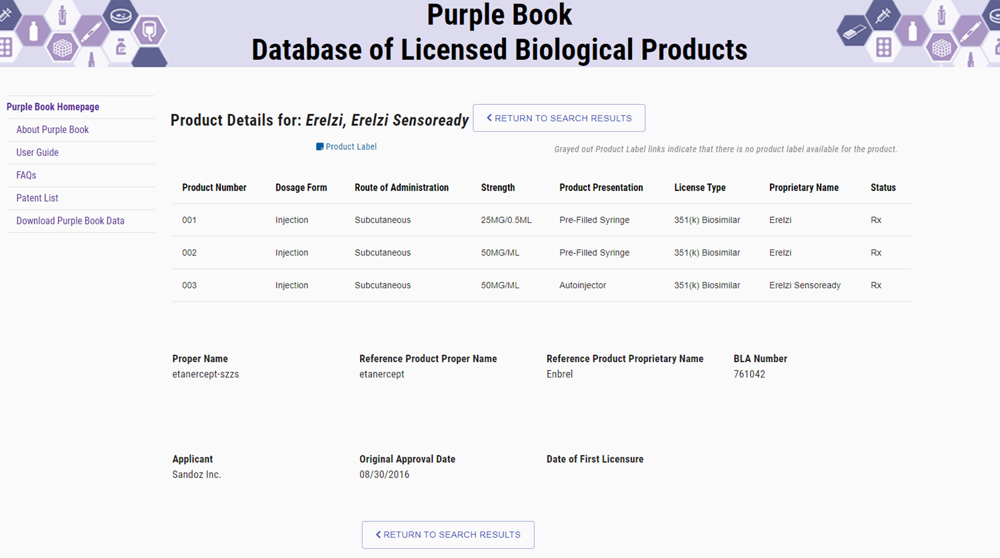 Purple Book
Database of Licensed Biological Products
Purple Book Homepage
About Purple Book
User Guide
FAQs
Patent List
Download Purple Book Data
Product Details for: Erelzi, Erelzi Sensoready
RETURN TO SEARCH RESULTS
Product Label
Grayed out Product Label links indicate that there is no product label available for the product.
Product Number Dosage Form Route of Administration Strength Product Presentation License Type Proprietary Name Status
001 Injection Subcutaneous 25MG/0.5ML Pre-Filled Syringe 351(k) Biosimilar Erelzi Rx
002 Injection Subcutaneous 50MG/ML Pre-Filled Syringe 351(k) Biosimilar Erelzi Rx
003 Injection Subcutaneous 50MG/ML Autoinjector 351(k) Biosimilar Erelzi Sensoready Rx
Proper Name Reference Product Proper Name Reference Product Proprietary Name BLA Number
etanercept-szzs etanercept Enbrel 761042
Applicant Original Approval Date Date of First Licensure
Sandoz Inc. 08/30/2016
RETURN TO SEARCH RESULTS